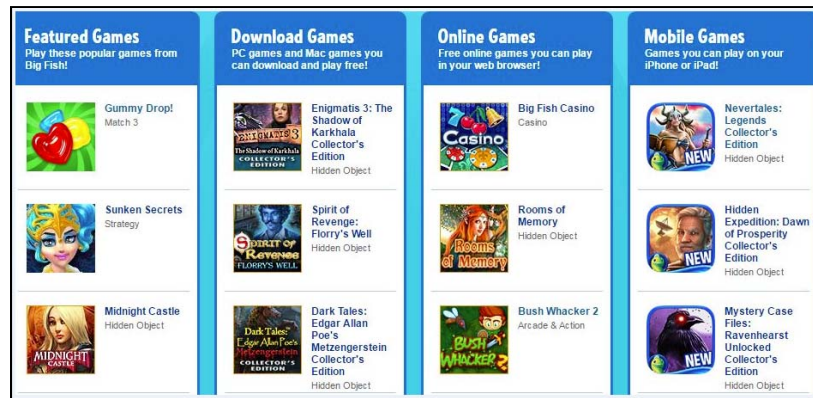 Featured Games
Play these popular games from
Big Fish!
Gummy Drop!
Match 3
Sunken Secrets
Strategy
MIDNIGHT
CASTLE
Midnight Castle
Hidden Object
Download Games
PC games and Mac games you
can download and play free!
ENIGMATIS 3
The Shadow of Karkhala
COLLECTOR'S
EDITION
Enigmatis 3: The
Shadow of
Karkhala
Collector's
Edition
Hidden Object
SPIRIT OF
REVENGE
FLORRY'S WELL
Spirit of
Revenge:
Florry's Well
Hidden Object
Dark Tales:
Edgar Allan Poe's
Metzengerstein
COLLECTOR'S
EDITION
Dark Tales:
Edgar Allan
Poe's
Metzengerstein
Collector's
Edition
Hidden Object
Online Games
Free online games you can play
in your web browser!
7
Casino
Big Fish Casino
Casino
Rooms
of Memory
Rooms of
Memory
Hidden Object
BUSH
WHACKER 2
Bush Whacker 2
Arcade & Action
Mobile Games
Games you can play on your
iPhone or iPad!
NEW
Nevertales:
Legends
Collector's
Edition
Hidden Object
NEW
Hidden
Expedition: Dawn
of Prosperity
Collector's
Edition
Hidden Object
NEW
Mystery Case
Files:
Ravenhearst
Unlocked
Collector's
Edition
Hidden Object